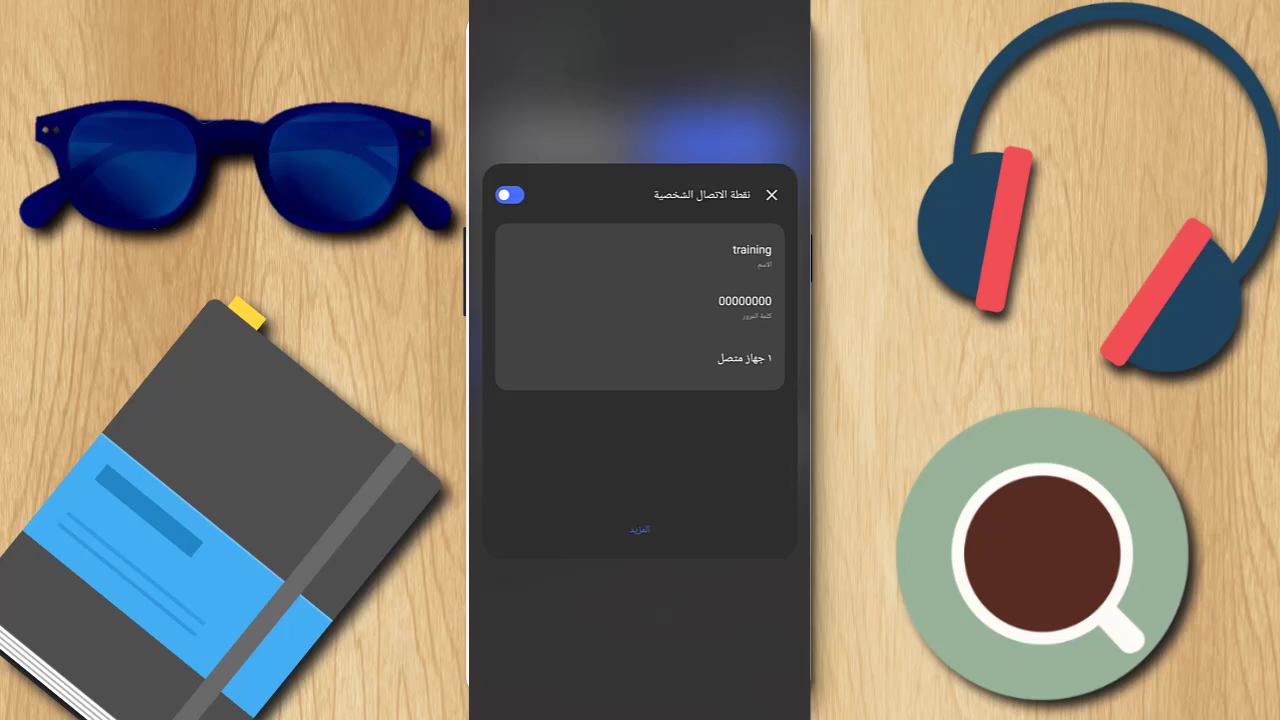 نقطة الاتصال الشخصية
training
الاسم
00000000
كلمة المرور
١ جهاز متصل
المزيد